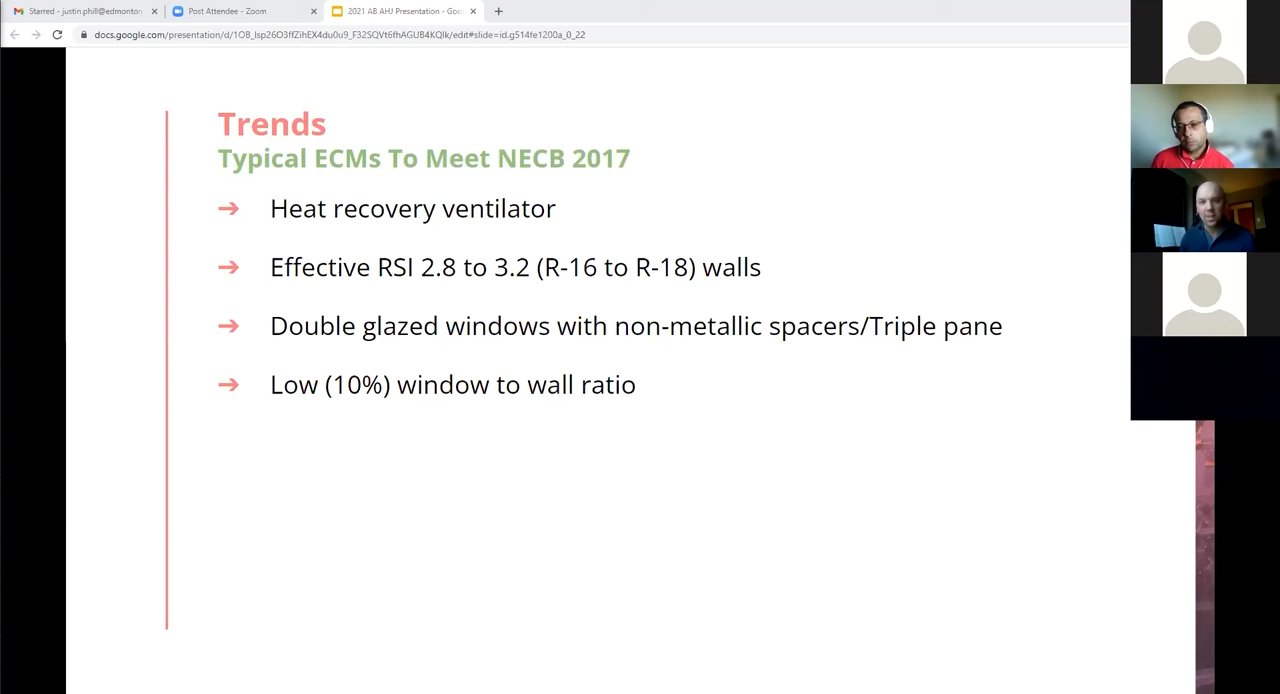 Starred - justin.phill@edmonton
Post Attendee - Zoom
2021 AB AHJ Presentation - Goo
docs.google.com/presentation/d/1OB_lsp26O3ffZihEX4du0u9_F32SQVt6fhAGUB4KQlk/edit#slide=id.g514fe1200a_0_22
Trends
Typical ECMs To Meet NECB 2017
➔ Heat recovery ventilator
➔ Effective RSI 2.8 to 3.2 (R-16 to R-18) walls
➔ Double glazed windows with non-metallic spacers/Triple pane
➔ Low (10%) window to wall ratio